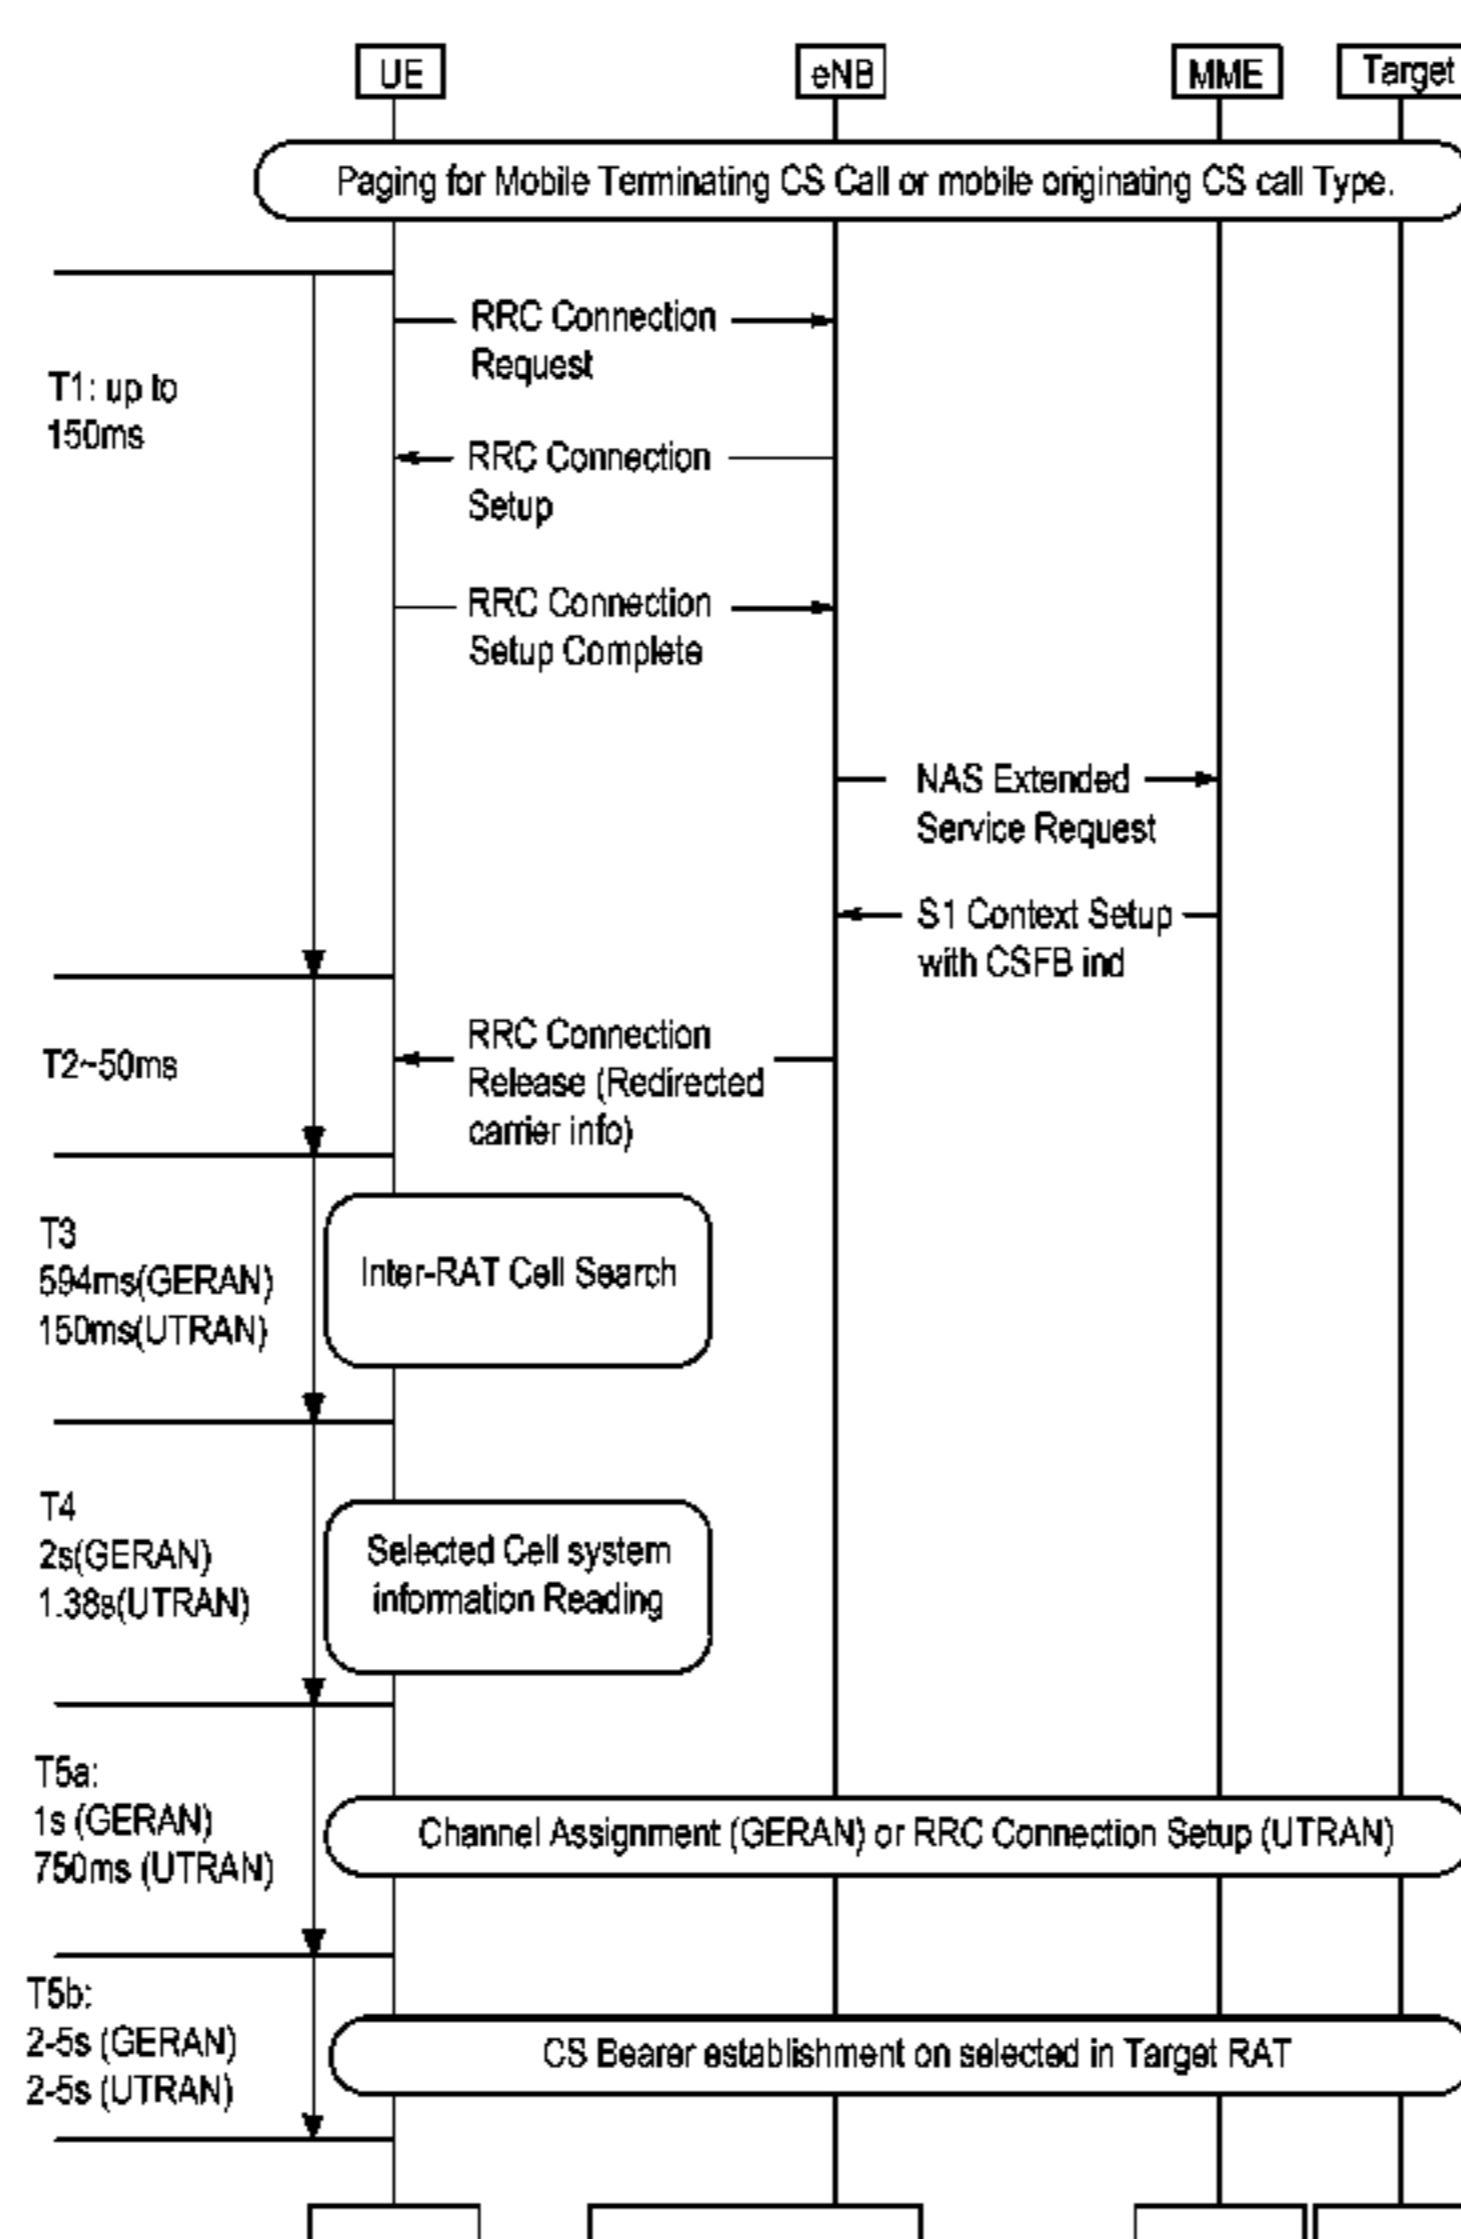 UE
eNB
MME
Target
Paging for Mobile Terminating CS Call or mobile originating CS call Type.
RRC Connection
Request
T1: up to
150ms
RRC Connection
Setup
RRC Connection
Setup Complete
NAS Extended
Service Request
S1 Context Setup
with CSFB ind
RRC Connection
Release (Redirected
carrier info)
T2~50ms
T3
594ms(GERAN)
150ms(UTRAN)
Inter-RAT Cell Search
T4
2s(GERAN)
1.38s(UTRAN)
Selected Cell system
information Reading
T5a:
1s (GERAN)
750ms (UTRAN)
Channel Assignment (GERAN) or RRC Connection Setup (UTRAN)
T5b:
2-5s (GERAN)
2-5s (UTRAN)
CS Bearer establishment on selected in Target RAT